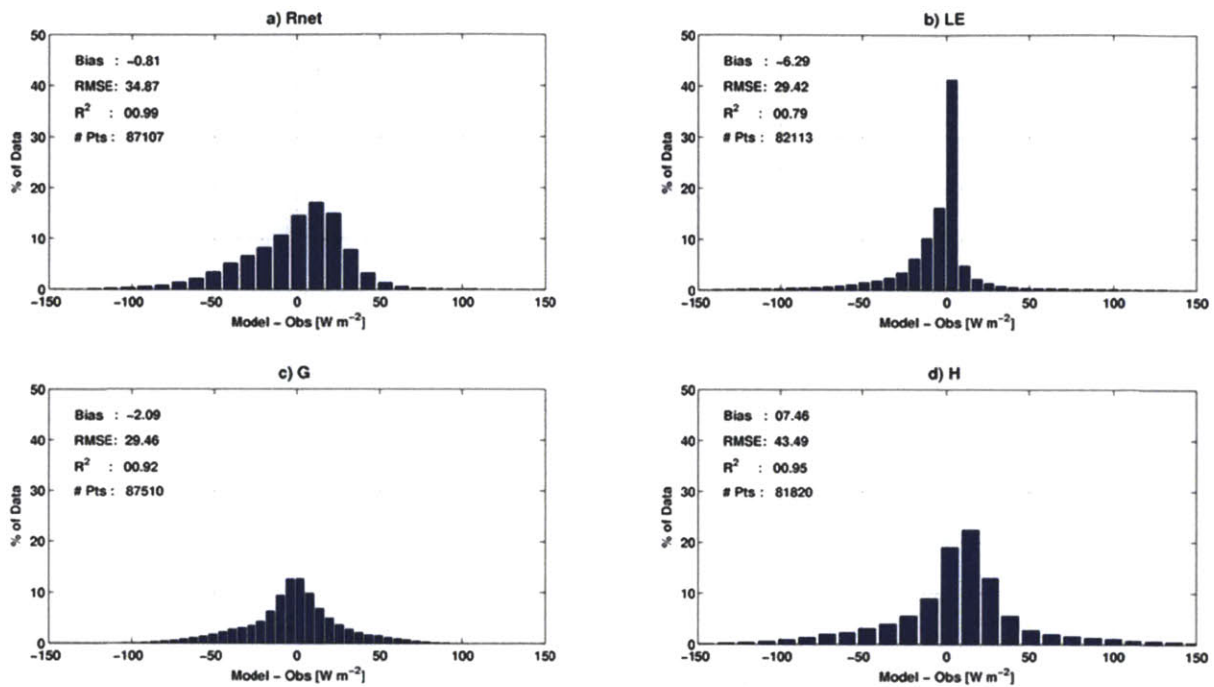 a) Rnet
50
40
30
20
10
0
% of Data
Bias : -0.81
RMSE: 34.87
R² : 00.99
# Pts : 87107
-150 -100 -50 0 50 100 150
Model - Obs [W m⁻²]
b) LE
50
40
30
20
10
0
% of Data
Bias : -6.29
RMSE: 29.42
R² : 00.79
# Pts : 82113
-150 -100 -50 0 50 100 150
Model - Obs [W m⁻²]
c) G
50
40
30
20
10
0
% of Data
Bias : -2.09
RMSE: 29.46
R² : 00.92
# Pts : 87510
-150 -100 -50 0 50 100 150
Model - Obs [W m⁻²]
d) H
50
40
30
20
10
0
% of Data
Bias : 07.46
RMSE: 43.49
R² : 00.95
# Pts : 81820
-150 -100 -50 0 50 100 150
Model - Obs [W m⁻²]